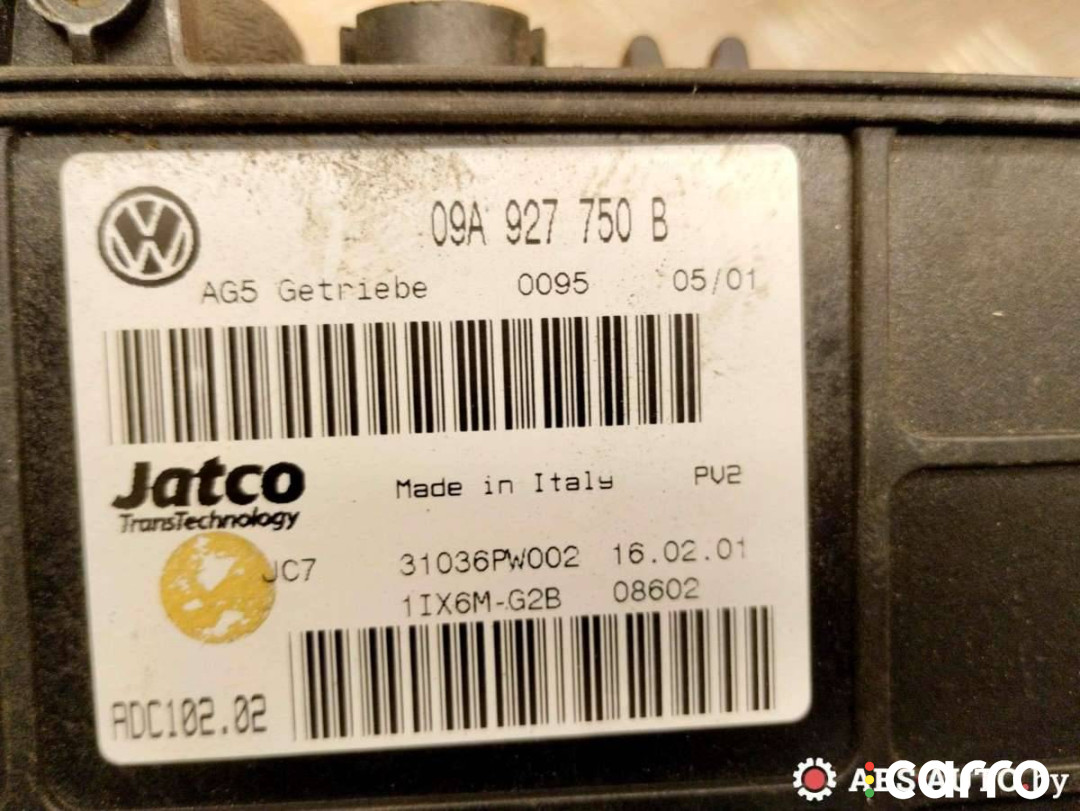 09A 927 750 B
AG5 Getriebe 0095 05/01
Jatco
TransTechnology
Made in Italy PV2
JC7 31036PW002 16.02.01
1IX6M-G2B 08602
ADC102.02
carro